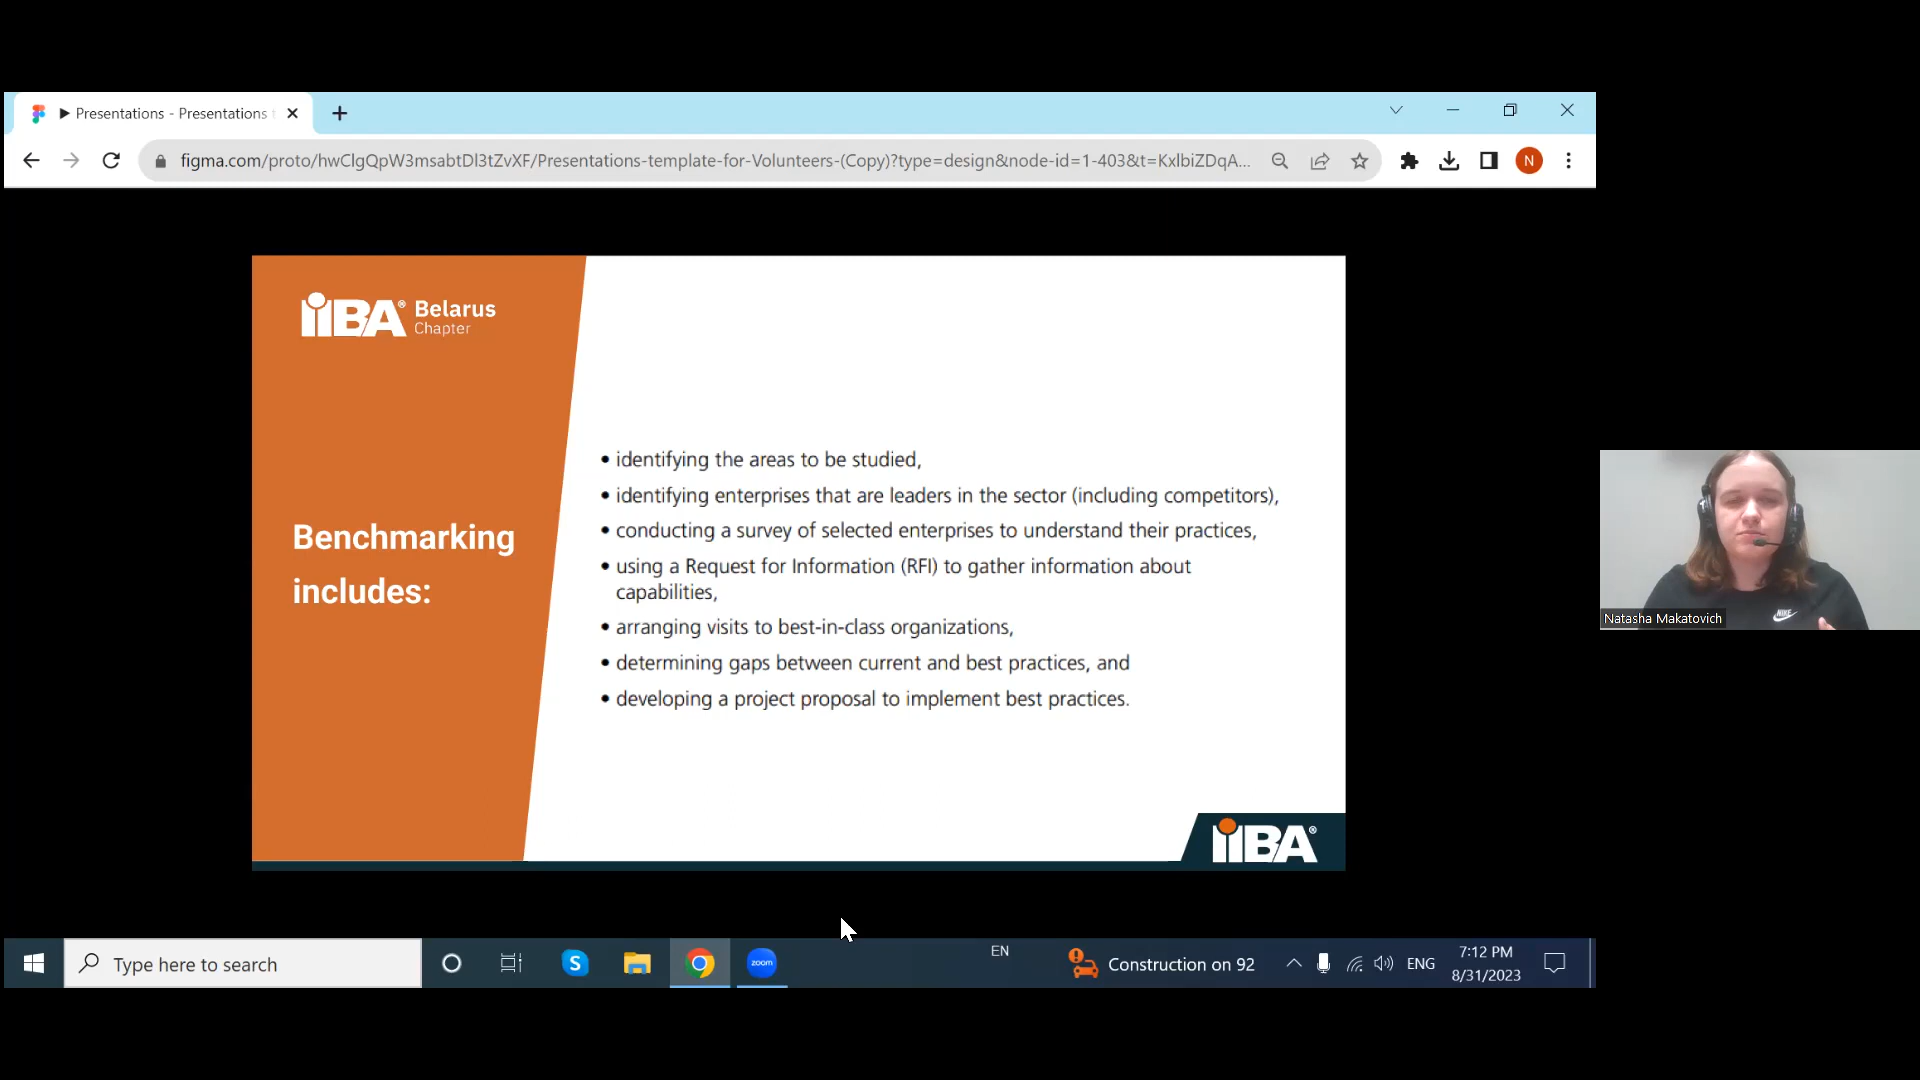 Presentations - Presentations
figma.com/proto/hwClgQpW3msabtDl3tZvXF/Presentations-template-for-Volunteers-(Copy)?type=design&node-id=1-403&t=KxlbiZDqA...
N
iiBA® Belarus
Chapter
Benchmarking
includes:
• identifying the areas to be studied,
• identifying enterprises that are leaders in the sector (including competitors),
• conducting a survey of selected enterprises to understand their practices,
• using a Request for Information (RFI) to gather information about
capabilities,
• arranging visits to best-in-class organizations,
• determining gaps between current and best practices, and
• developing a project proposal to implement best practices.
iiBA®
NIKE
Natasha Makatovich
Type here to search
S
zoom
EN
Construction on 92
ENG
7:12 PM
8/31/2023